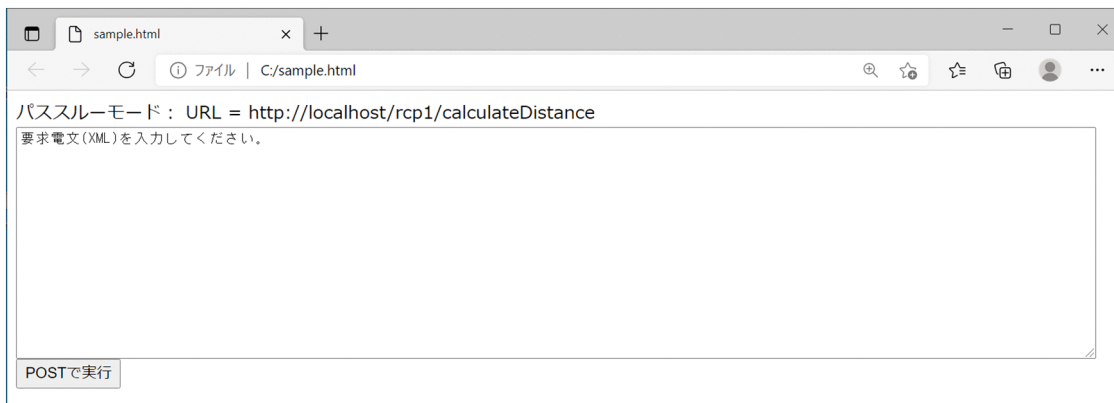 sample.html
ファイル | C:/sample.html
パススルーモード： URL = http://localhost/rcp1/calculateDistance
要求電文(XML)を入力してください。
POSTで実行